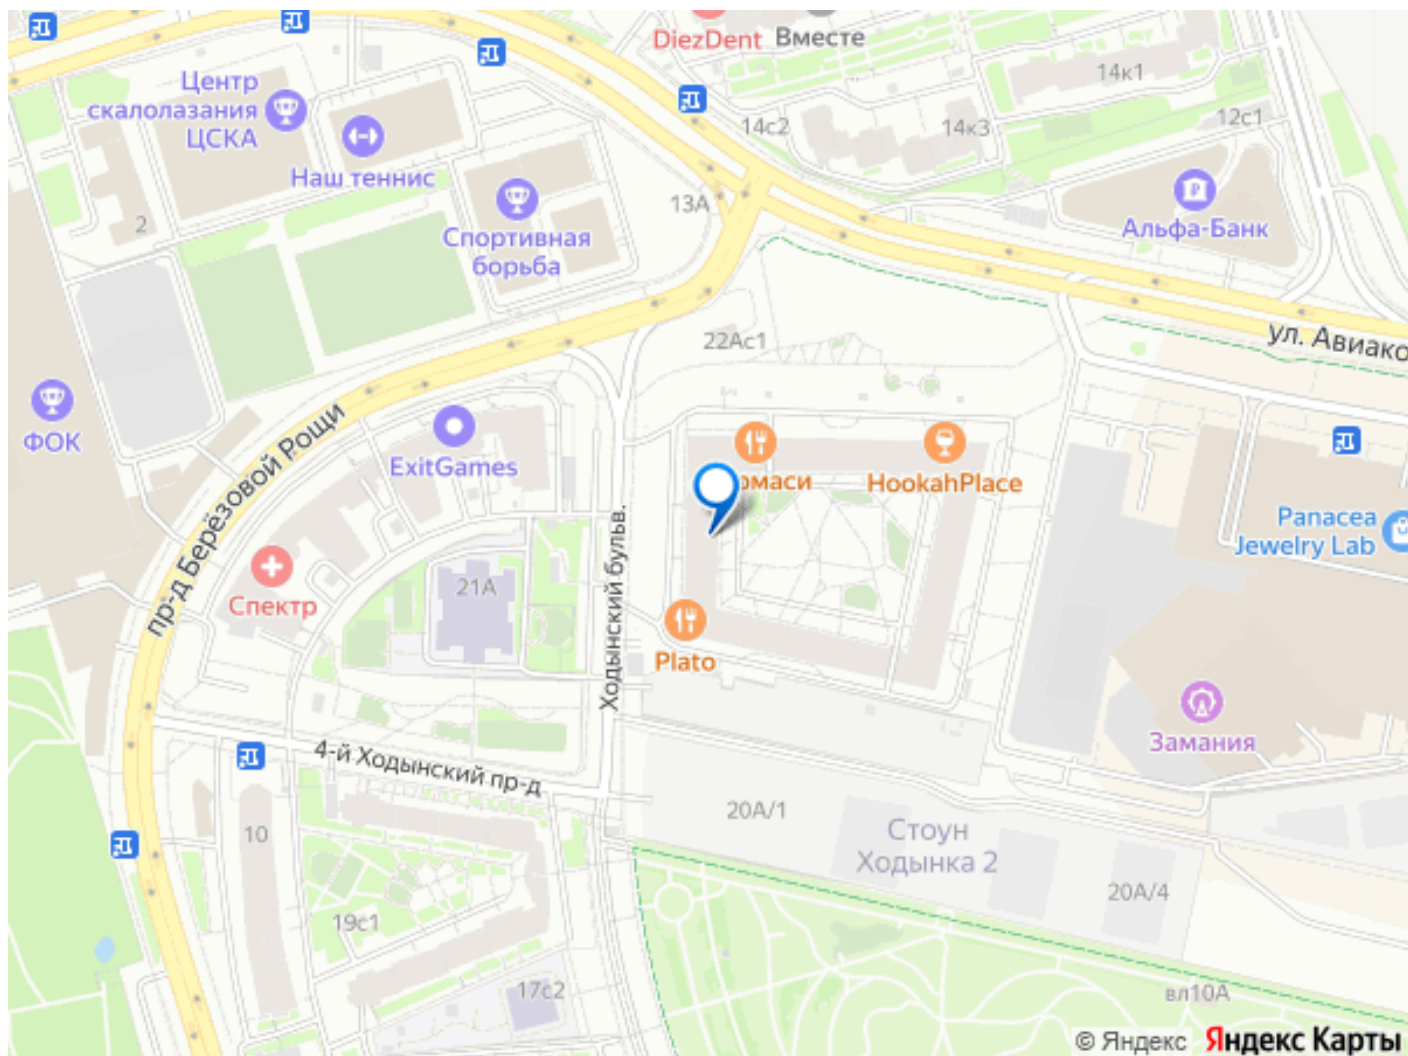 DiezDent
Вместе
Центр
скалолазания
ЦСКА
Наш теннис
14к1
14с2
14к3
12с1
13А
2
Спортивная
борьба
Альфа-Банк
22Ас1
ул. Авиако
ФОК
ExitGames
пр-д Берёзовой Рощи
рмаси
HookahPlace
Panacea
Jewelry Lab
Ходынский бульв.
21А
Спектр
Plato
Замания
4-й Ходынский пр-д
20А/1
Стоун
Ходынка 2
10
20А/4
19с1
17с2
вл10А
© Яндекс Яндекс Карты